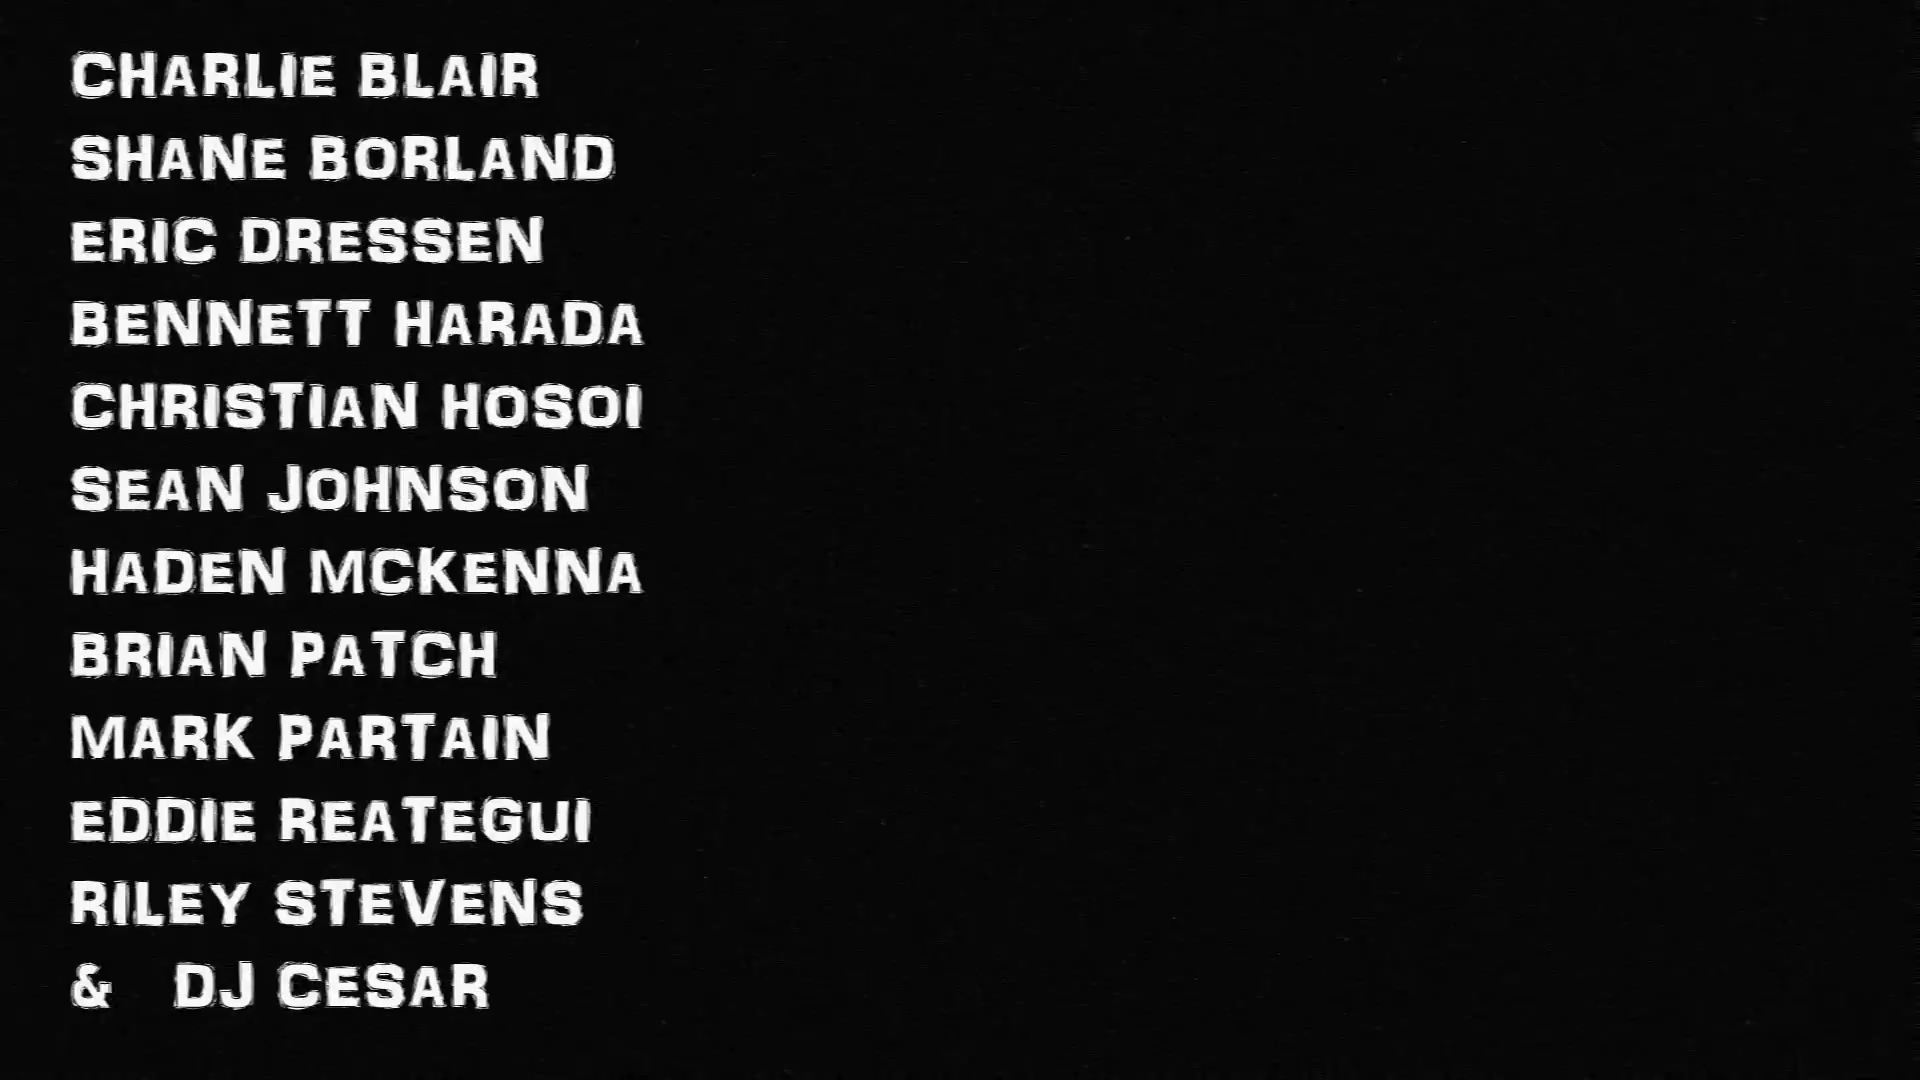 CHARLIE BLAIR
SHANE BORLAND
ERIC DRESSEN
BENNETT HARADA
CHRISTIAN HOSOI
SEAN JOHNSON
HADEN MCKENNA
BRIAN PATCH
MARK PARTAIN
EDDIE REATEGUI
RILEY STEVENS
& DJ CESAR